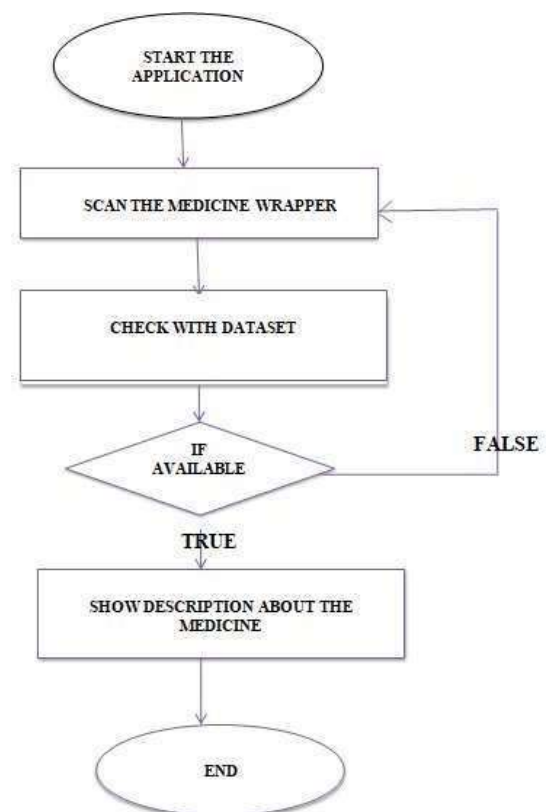 START THE
APPLICATION
SCAN THE MEDICINE WRAPPER
CHECK WITH DATASET
IF
AVAILABLE
FALSE
TRUE
SHOW DESCRIPTION ABOUT THE
MEDICINE
END